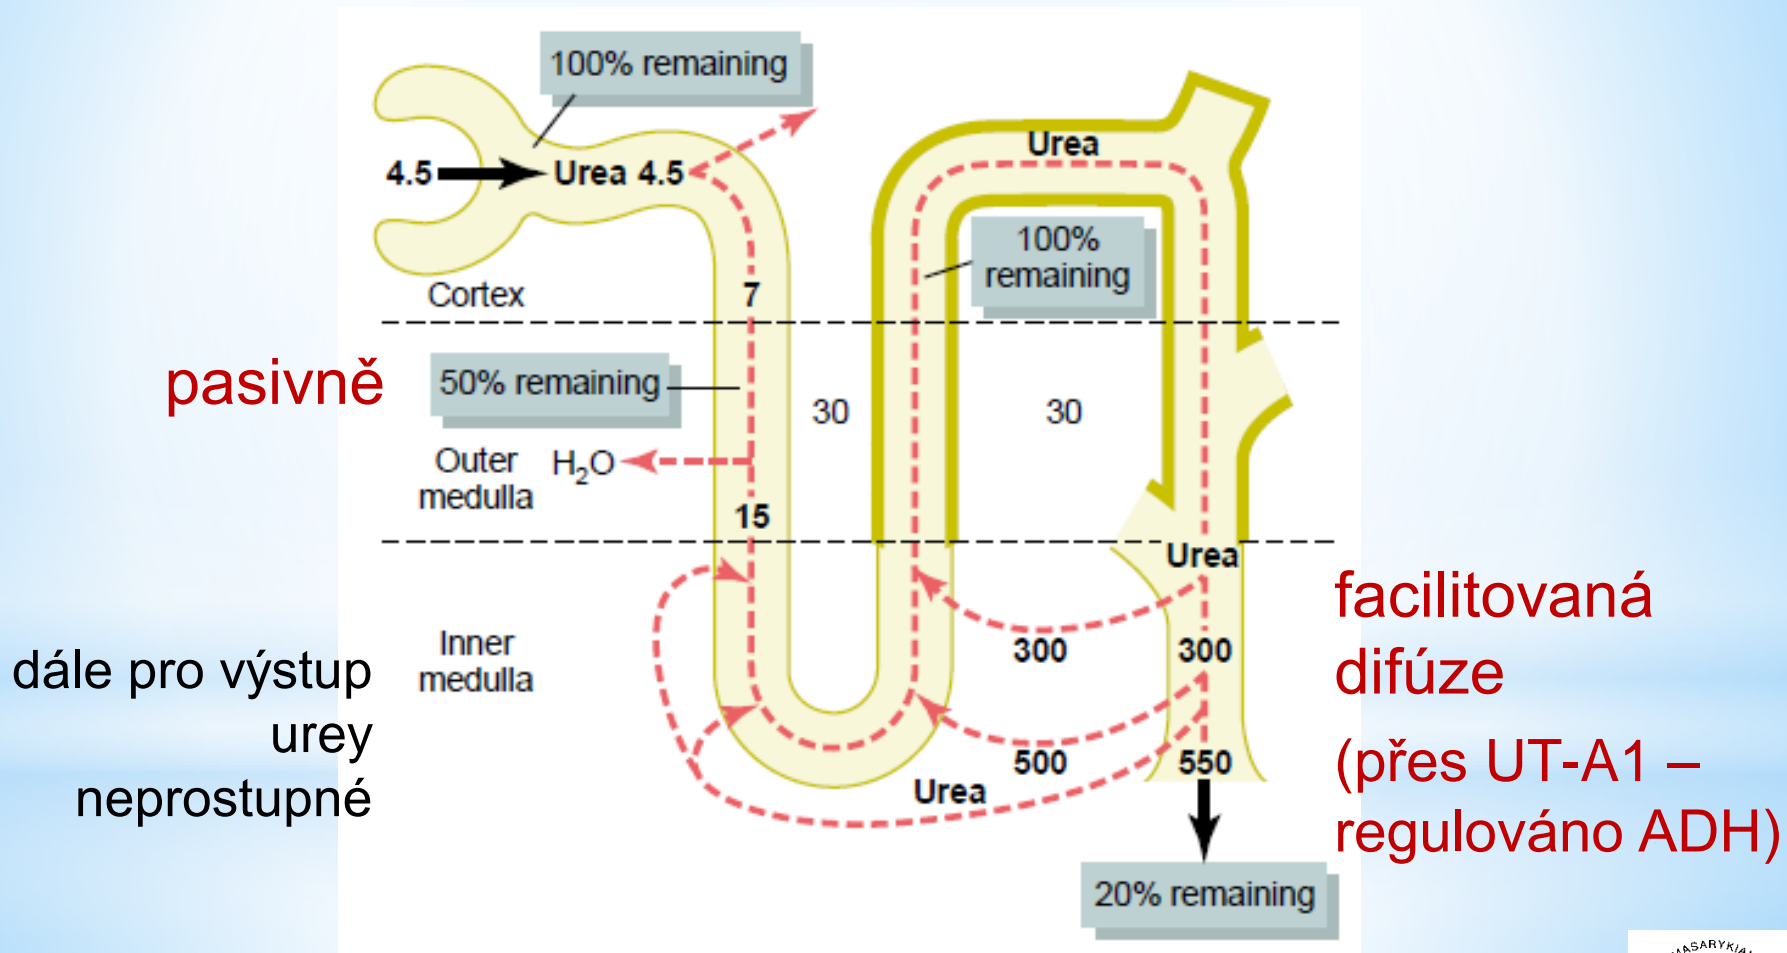 100% remaining
4.5
Urea 4.5
Urea
100%
remaining
Cortex
7
pasivně
50% remaining
30
30
Outer
medulla
H₂O
15
Urea
facilitovaná
difúze
(přes UT-A1 –
regulováno ADH)
dále pro výstup
urey
neprostupné
Inner
medulla
300
300
500
550
Urea
20% remaining